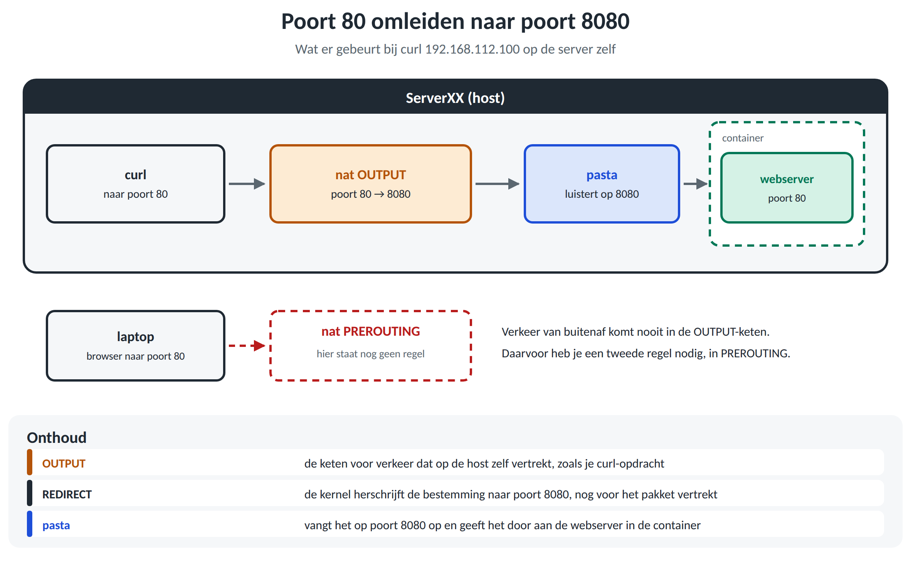 Poort 80 omleiden naar poort 8080
Wat er gebeurt bij curl 192.168.112.100 op de server zelf
ServerXX (host)
curl
naar poort 80
nat OUTPUT
poort 80 → 8080
pasta
luistert op 8080
container
webserver
poort 80
laptop
browser naar poort 80
nat PREROUTING
hier staat nog geen regel
Verkeer van buitenaf komt nooit in de OUTPUT-keten.
Daarvoor heb je een tweede regel nodig, in PREROUTING.
Onthoud
OUTPUT de keten voor verkeer dat op de host zelf vertrekt, zoals je curl-opdracht
REDIRECT de kernel herschrijft de bestemming naar poort 8080, nog voor het pakket vertrekt
pasta vangt het op poort 8080 op en geeft het door aan de webserver in de container